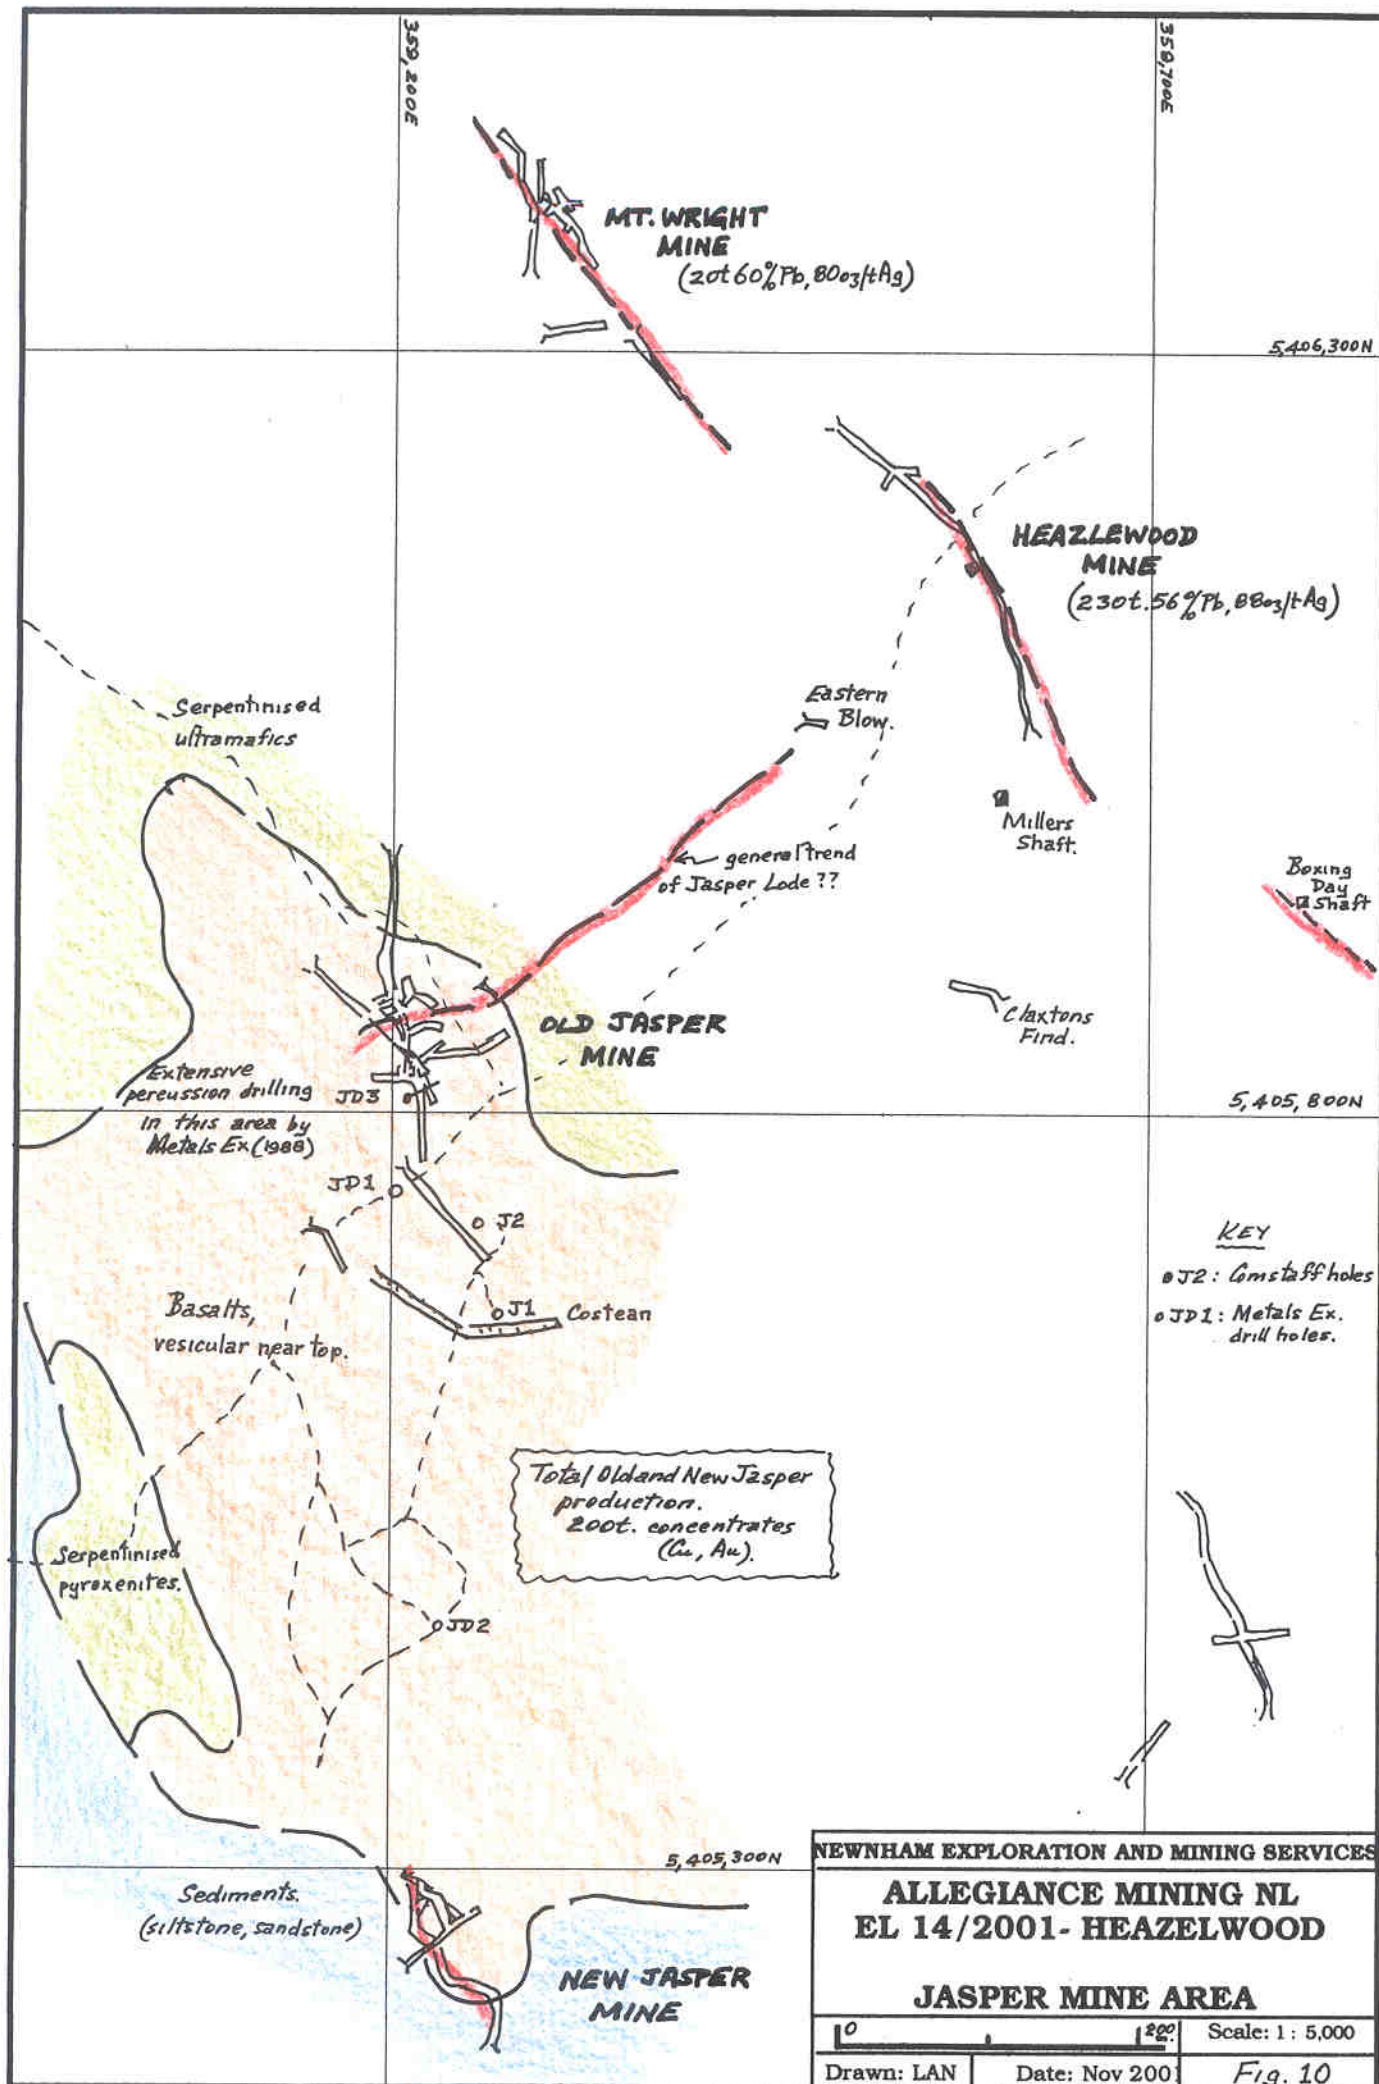 359,200E
359,700E
MT. WRIGHT
MINE
(20t 60% Pb, 80oz/t Ag)
5,406,300N
HEAZLEWOOD
MINE
(230t. 56% Pb, 88oz/t Ag)
Serpentinised
ultramafics
Eastern
Blow.
Millers
Shaft.
general trend
of Jasper Lode ??
Boxing
Day
Shaft
OLD JASPER
MINE
Claxtons
Find.
Extensive
percussion drilling
in this area by
Metals Ex (1988)
JD3
5,405,800N
JD1
J2
KEY
J2: Comstaff holes
JD1: Metals Ex.
drill holes.
J1
Costean
Basalts,
vesicular near top.
Total Old and New Jasper
production.
200t. concentrates
(Cu, Au).
Serpentinised
pyroxenites.
JD2
5,405,300N
Sediments.
(siltstone, sandstone)
NEW JASPER
MINE
NEWNHAM EXPLORATION AND MINING SERVICES
ALLEGIANCE MINING NL
EL 14/2001- HEAZELWOOD
JASPER MINE AREA
0 200
Scale: 1 : 5,000
Drawn: LAN
Date: Nov 2001
Fig. 10